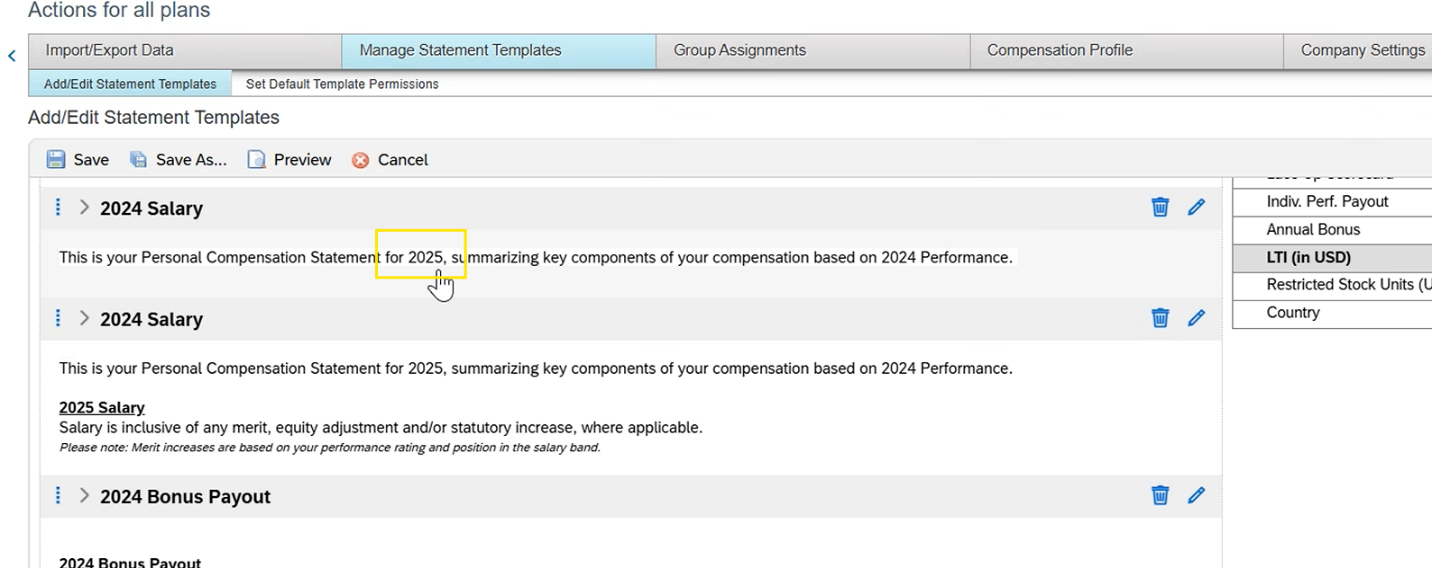 Actions for all plans
Import/Export Data
Manage Statement Templates
Group Assignments
Compensation Profile
Company Settings
Add/Edit Statement Templates
Set Default Template Permissions
Add/Edit Statement Templates
Save
Save As...
Preview
Cancel
2024 Salary
This is your Personal Compensation Statement for 2025, summarizing key components of your compensation based on 2024 Performance.
2024 Salary
This is your Personal Compensation Statement for 2025, summarizing key components of your compensation based on 2024 Performance.
2025 Salary
Salary is inclusive of any merit, equity adjustment and/or statutory increase, where applicable.
Please note: Merit increases are based on your performance rating and position in the salary band.
2024 Bonus Payout
2024 Bonus Payout
Indiv. Perf. Payout
Annual Bonus
LTI (in USD)
Restricted Stock Units (U
Country